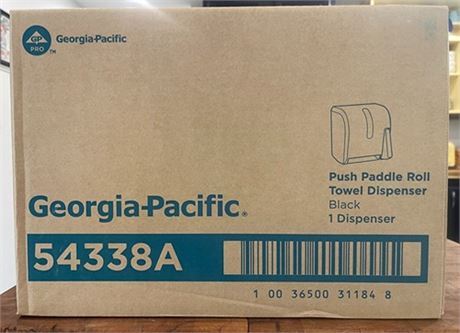 GP
PRO
™
Georgia-Pacific
Push Paddle Roll
Towel Dispenser
Black
1 Dispenser
Georgia-Pacific®
54338A
1 00 36500 31184 8